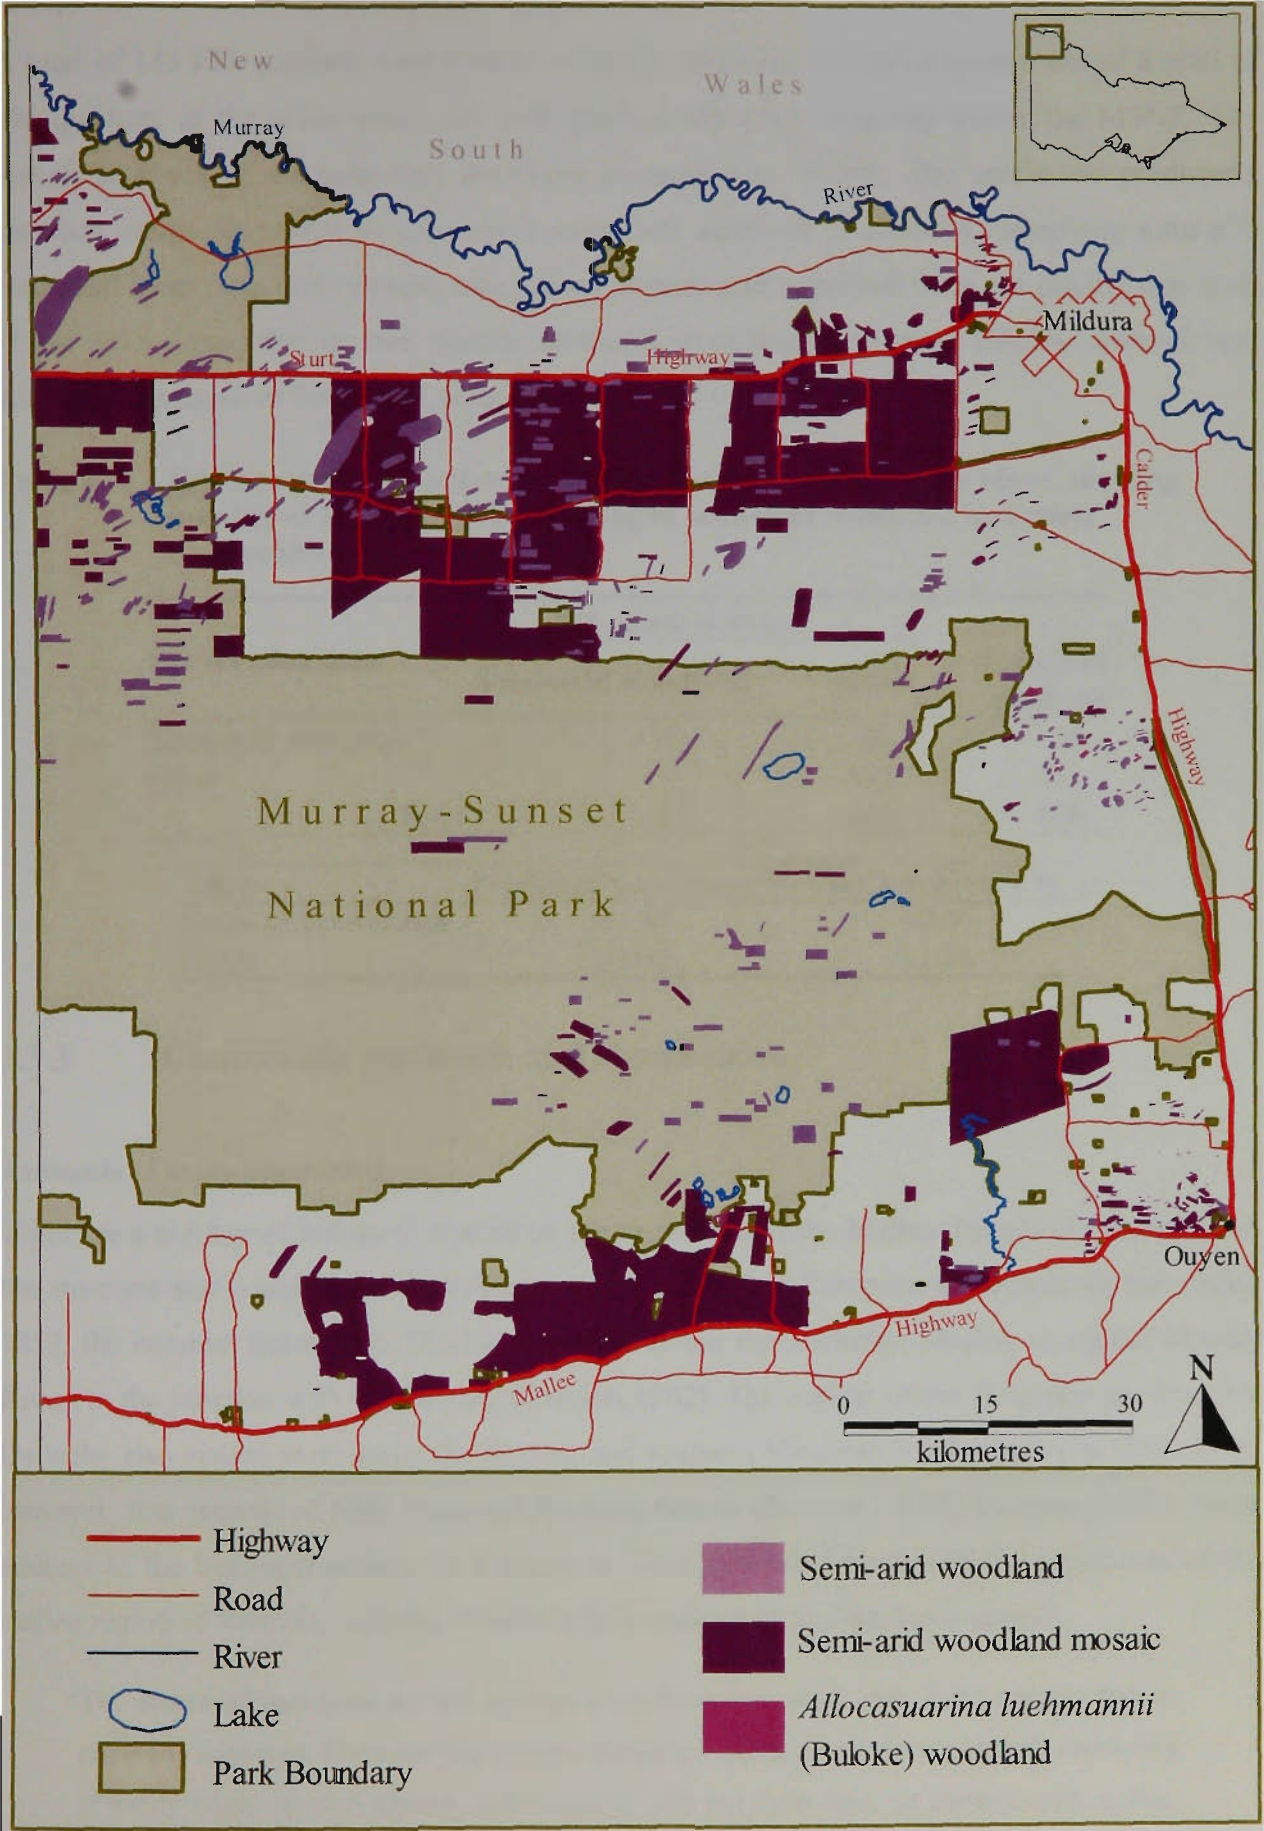 New
Wales
Murray
South
River
Mildura
Sturt
Highway
Calder
Highway
Murray-Sunset
National Park
Ouyen
Highway
Mallee
N
0 15 30
kilometres
Highway
Road
River
Lake
Park Boundary
Semi-arid woodland
Semi-arid woodland mosaic
Allocasuarina luehmannii
(Buloke) woodland